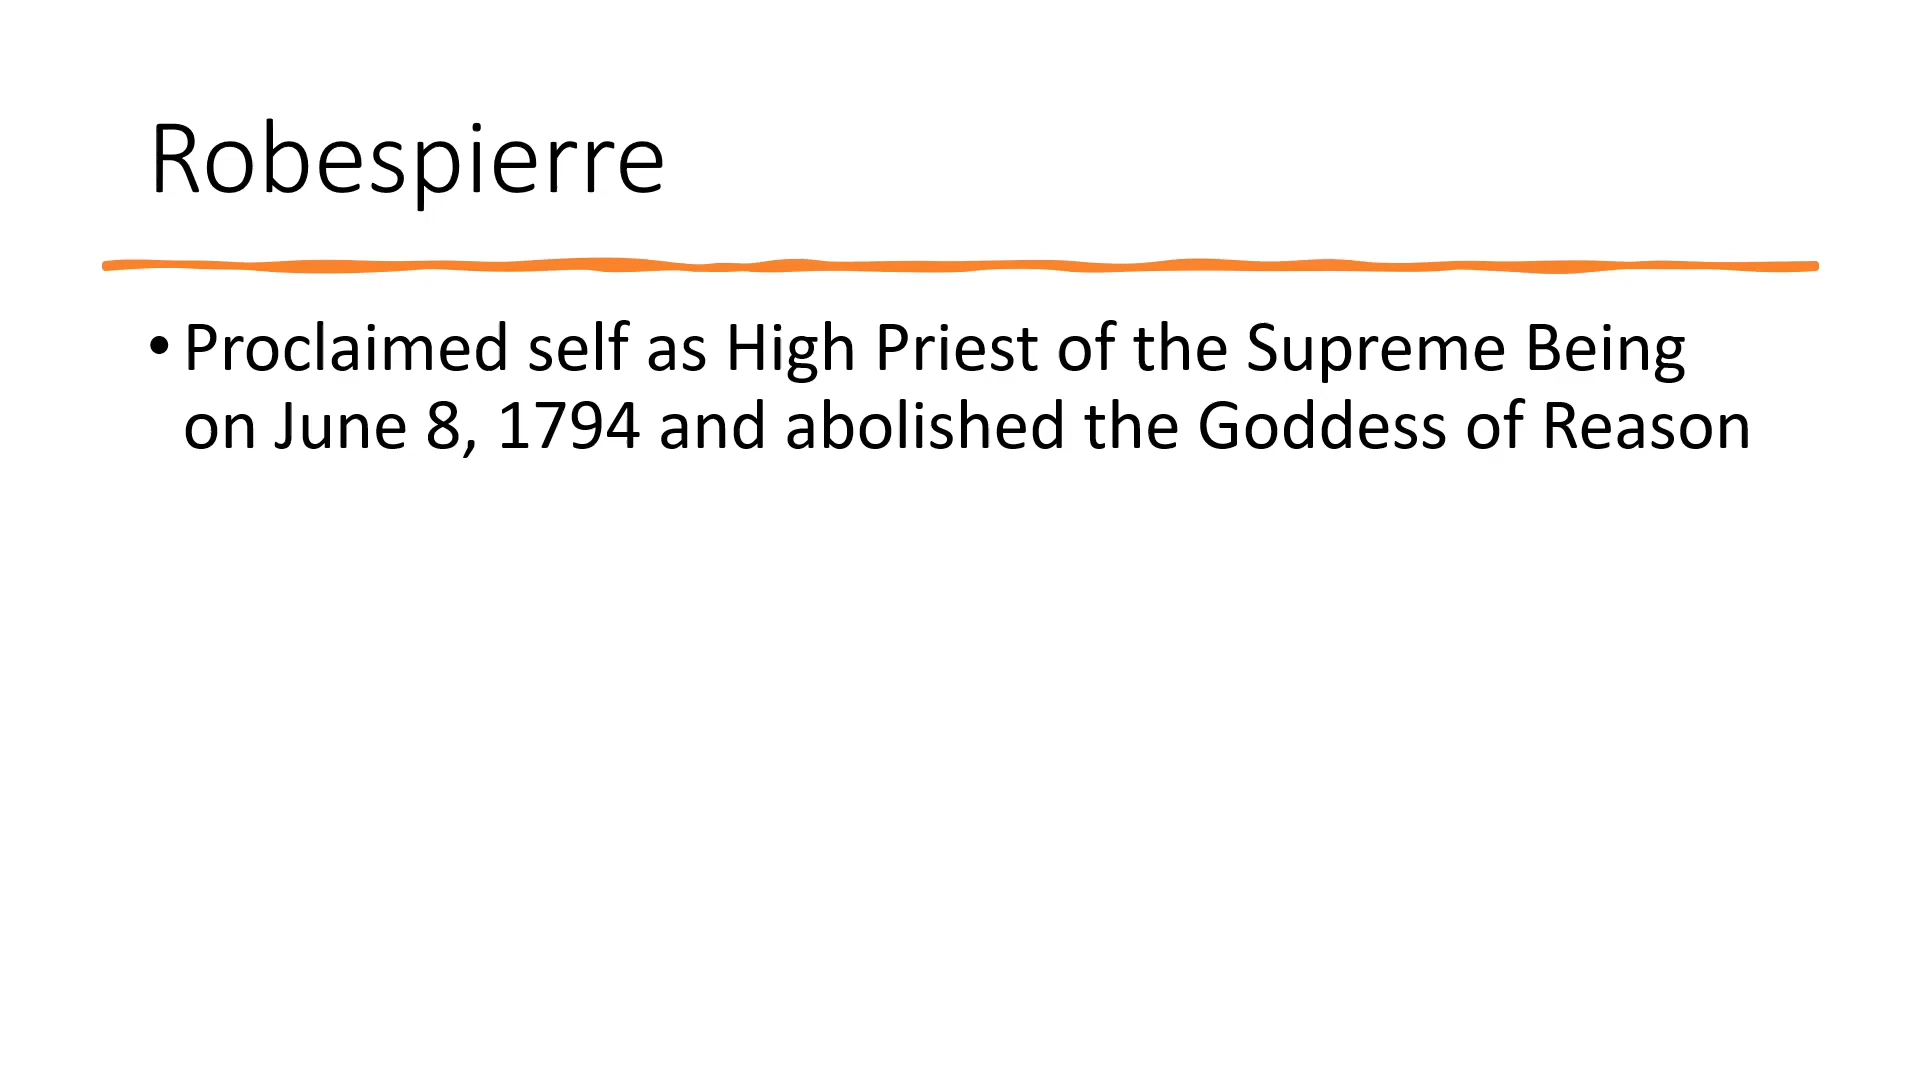 Robespierre
• Proclaimed self as High Priest of the Supreme Being
on June 8, 1794 and abolished the Goddess of Reason